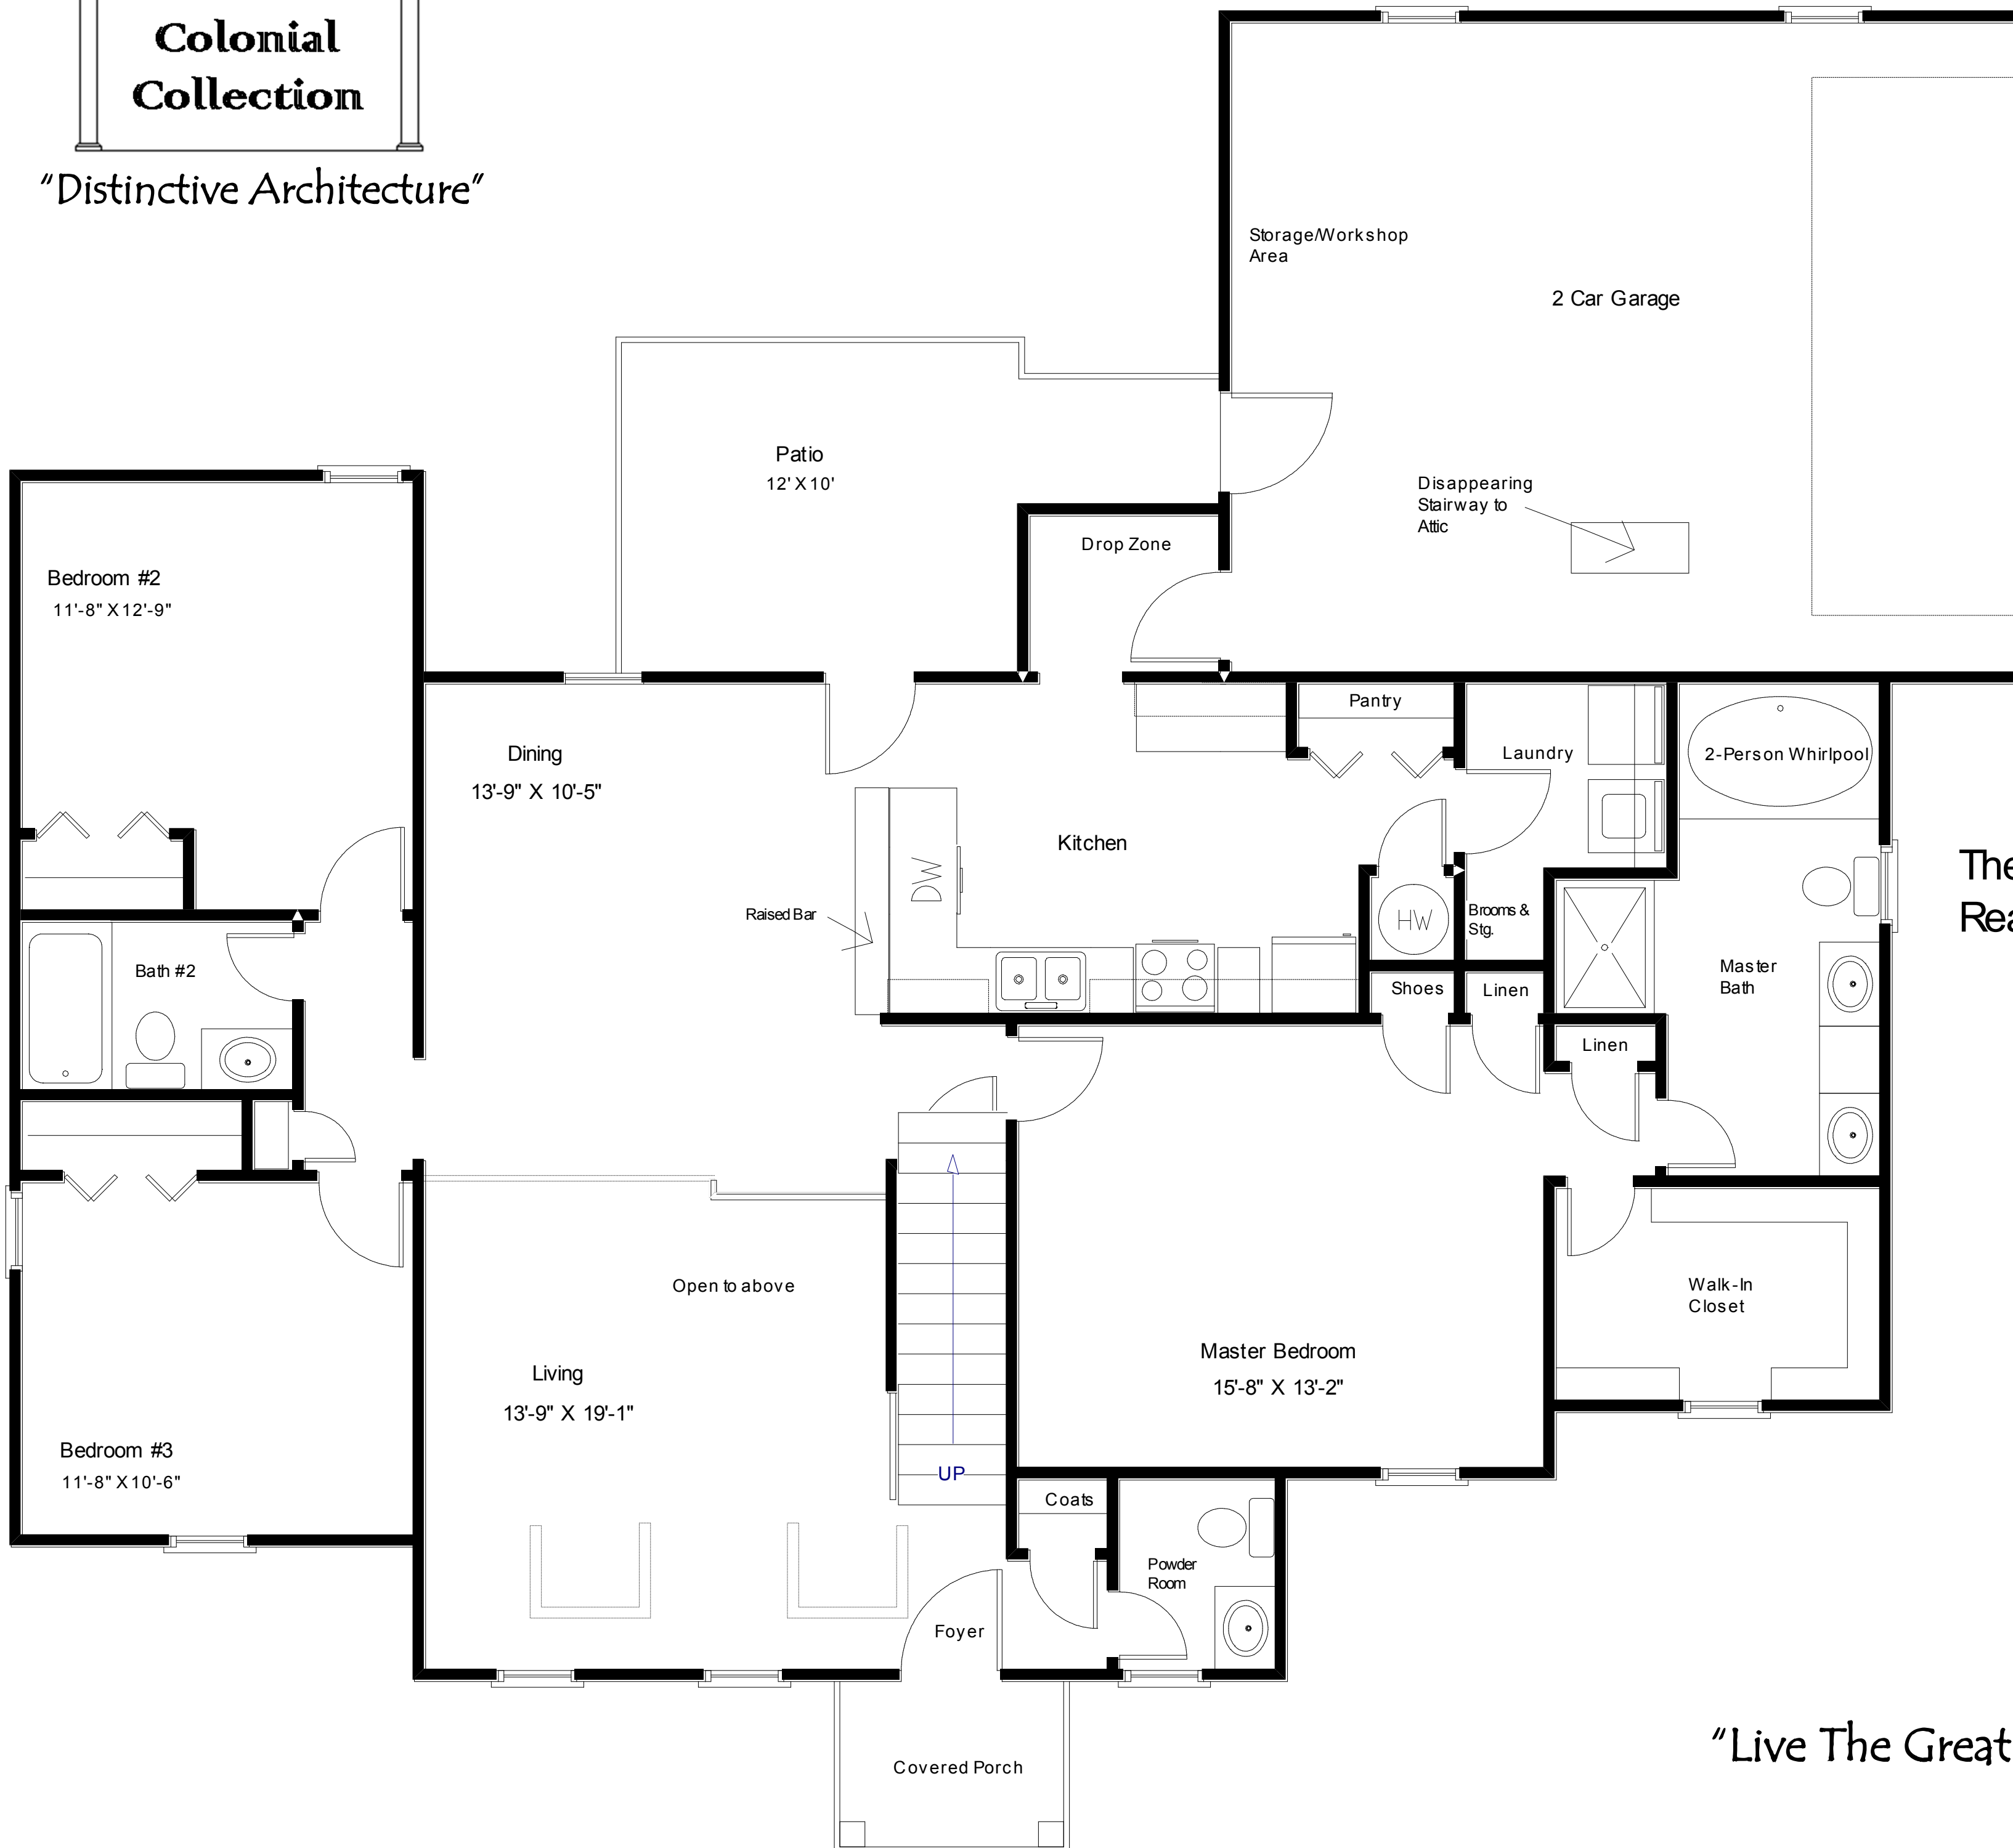 Colonial
Collection
"Distinctive Architecture"
Storage/Workshop
Area
2 Car Garage
Patio
12' X 10'
Disappearing
Stairway to
Attic
Drop Zone
Bedroom #2
11'-8" X 12'-9"
Pantry
Dining
13'-9" X 10'-5"
Laundry
2-Person Whirlpool
Kitchen
The
Rea
DW
Raised Bar
HW
Brooms &
Stg.
Bath #2
Master
Bath
Shoes
Linen
Linen
Open to above
Walk-In
Closet
Living
13'-9" X 19'-1"
Master Bedroom
15'-8" X 13'-2"
Bedroom #3
11'-8" X 10'-6"
UP
Coats
Powder
Room
Foyer
"Live The Great
Covered Porch